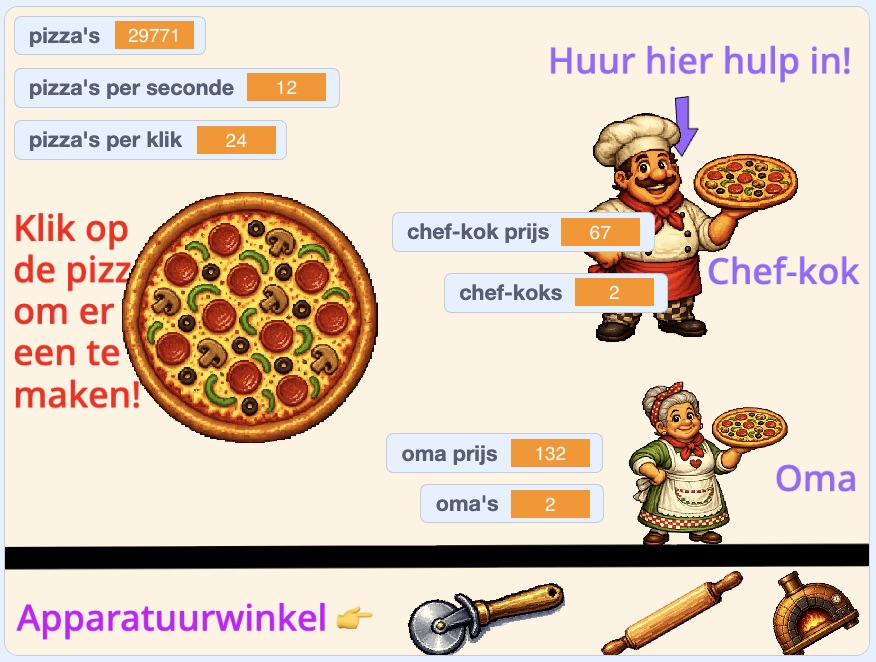 pizza's 29771
pizza's per seconde 12
pizza's per klik 24
Huur hier hulp in!
Klik op
de pizz
om er
een te
maken!
chef-kok prijs 67
chef-koks 2
Chef-kok
oma prijs 132
oma's 2
Oma
Apparatuurwinkel